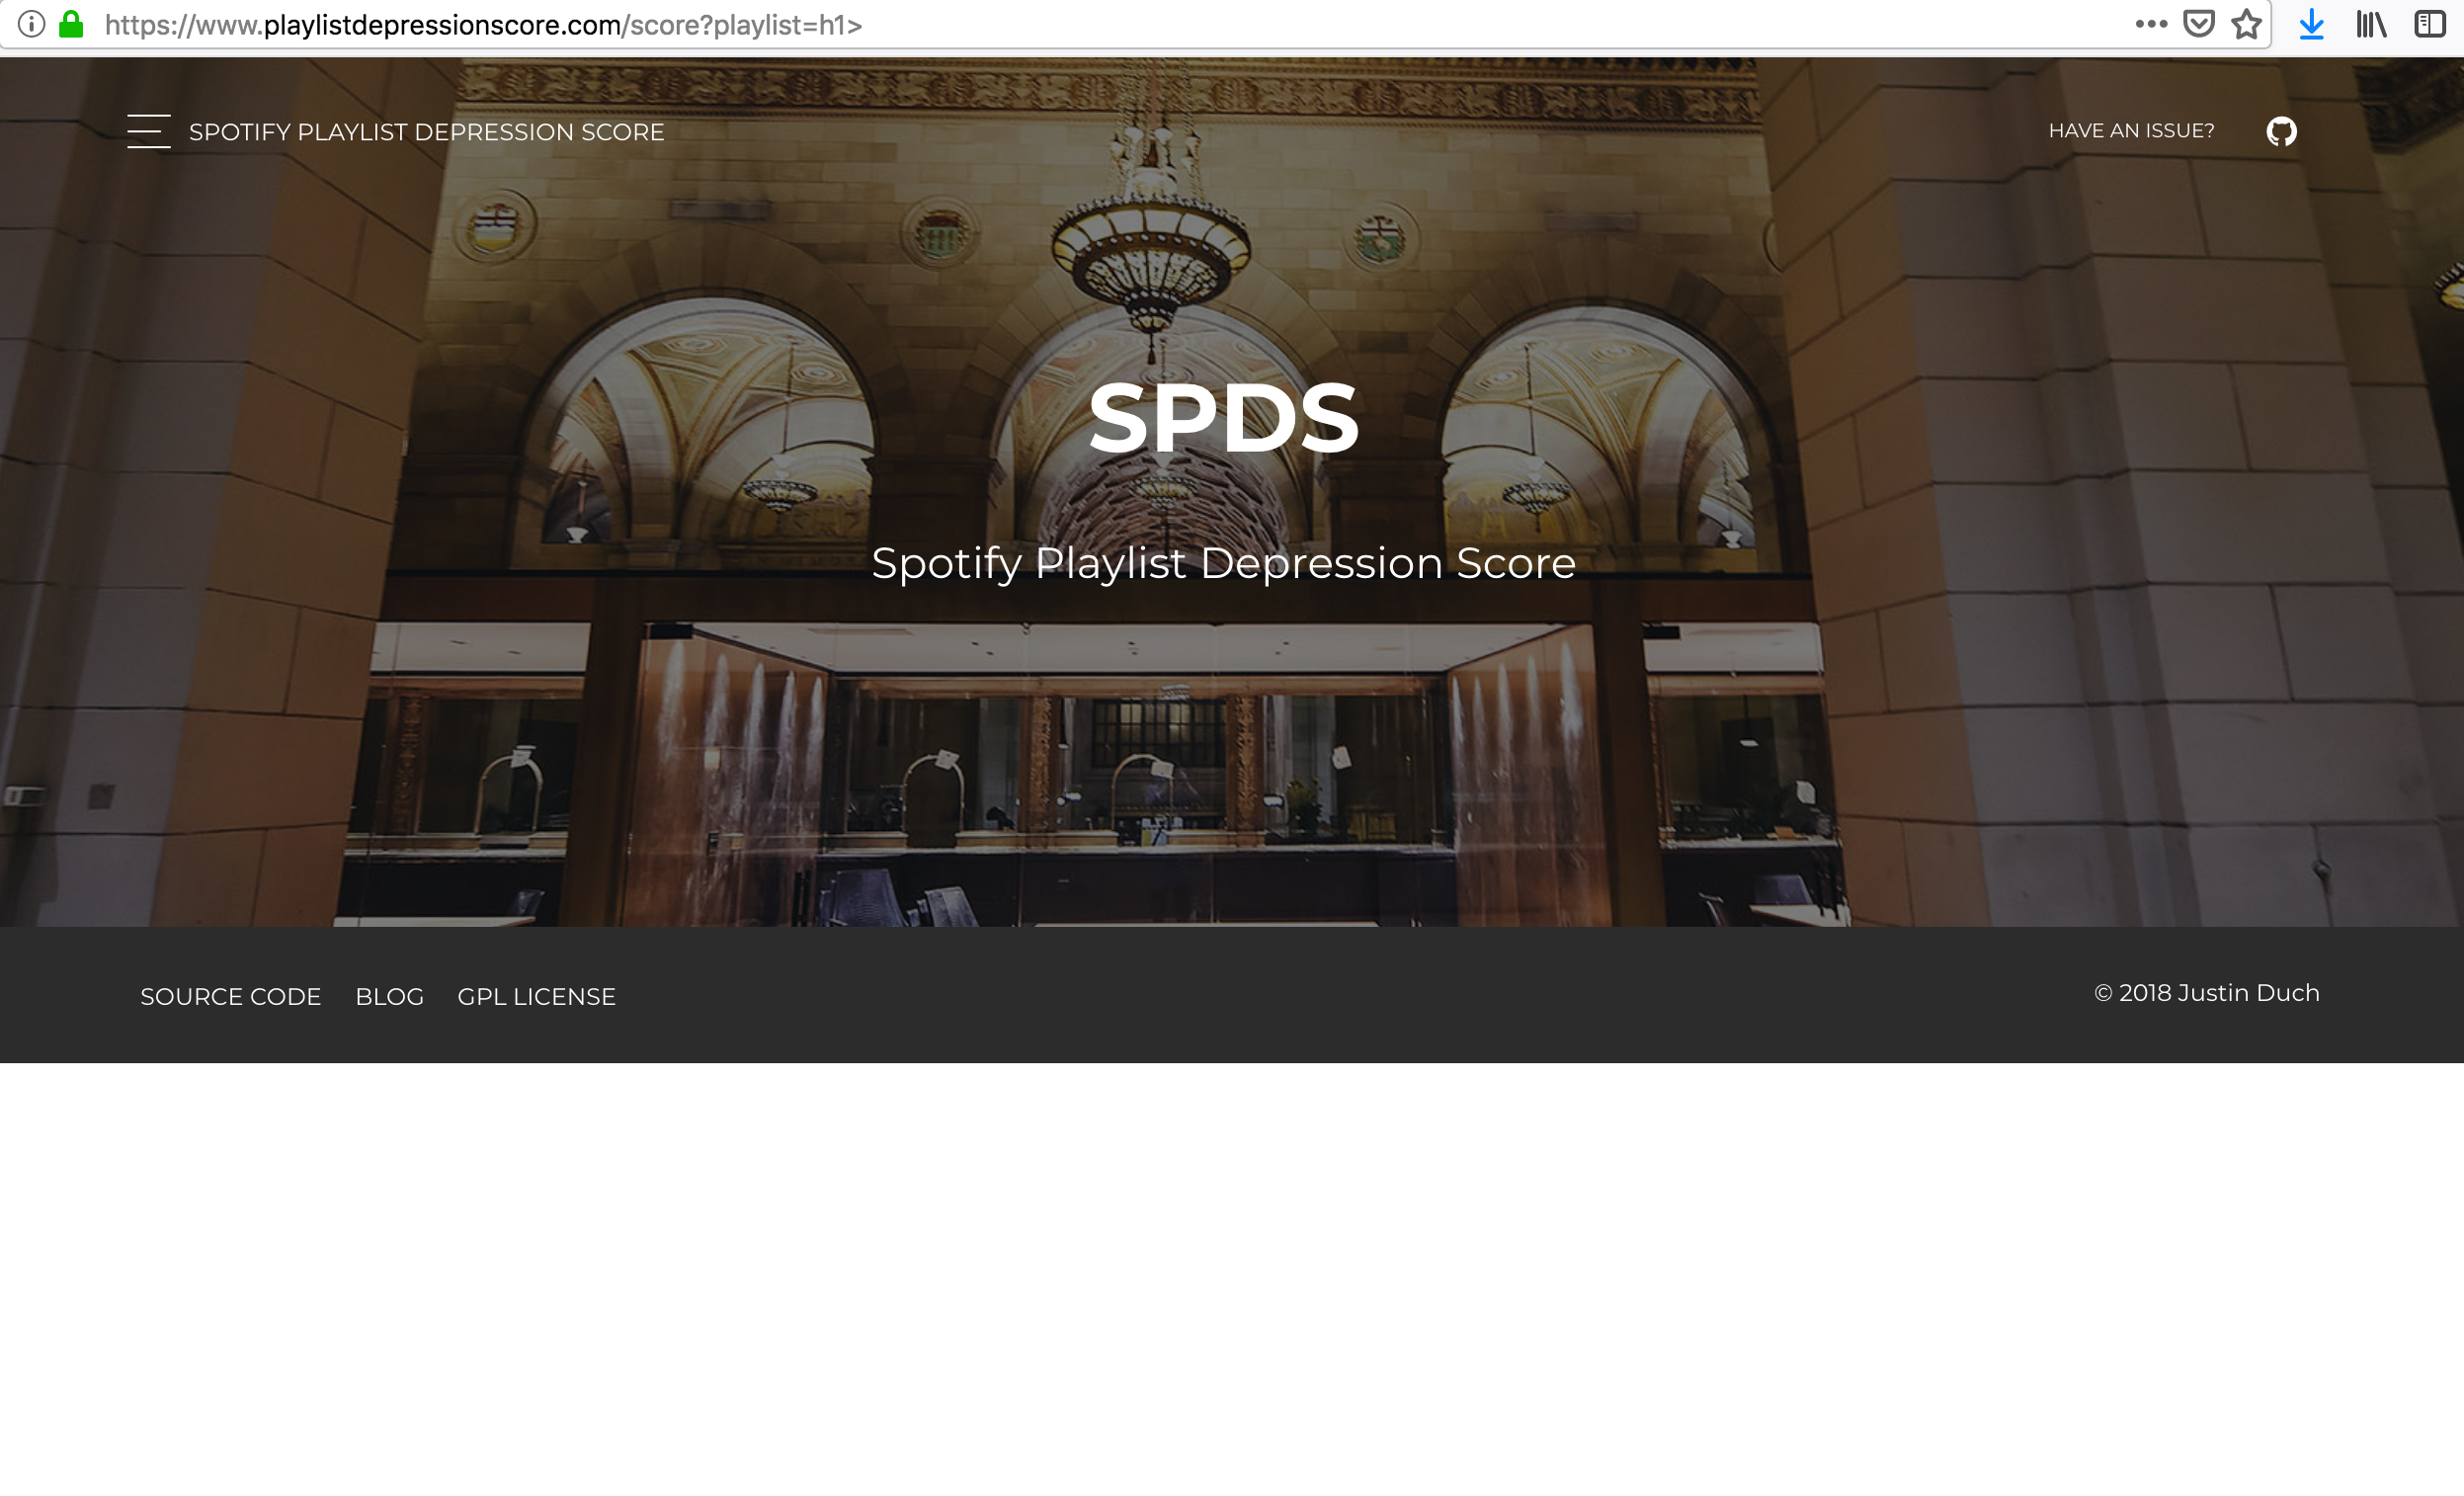 https://www.playlistdepressionscore.com/score?playlist=h1>
SPOTIFY PLAYLIST DEPRESSION SCORE
HAVE AN ISSUE?
SPDS
Spotify Playlist Depression Score
SOURCE CODE BLOG GPL LICENSE
© 2018 Justin Duch